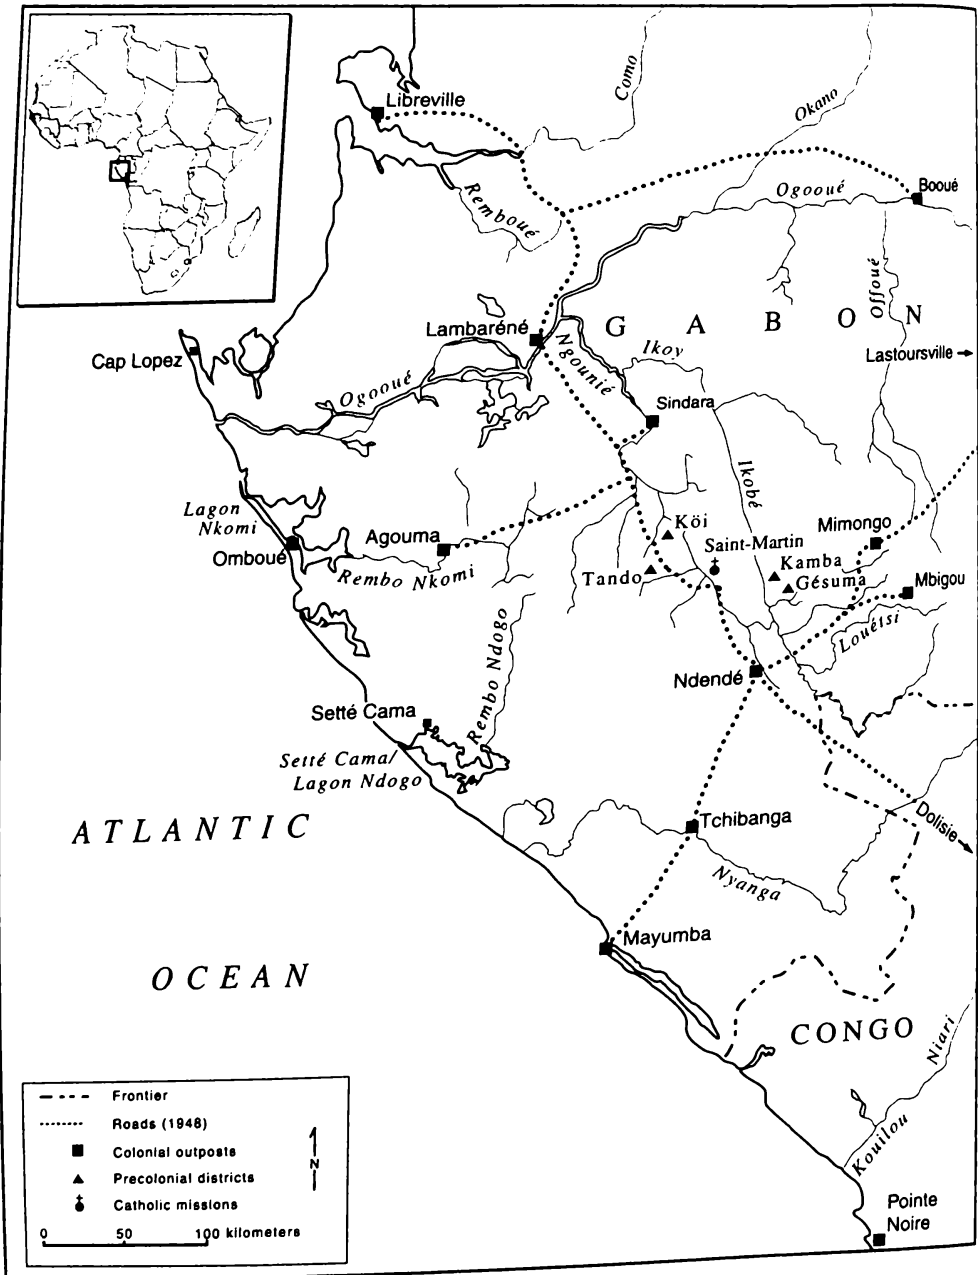 Libreville
Como
Okano
Remboué
Ogooué
Booué
Offoué
GABON
Lambaréné
Ngounié
Ikoy
Lastoursville
Cap Lopez
Ogooué
Sindara
Ikobé
Lagon
Nkomi
Omboué
Agouma
Rembo Nkomi
Köi
Saint-Martin
Mimongo
Tando
Kamba
Gésuma
Mbigou
Louétsi
Rembo Ndogo
Ndendé
Setté Cama
Setté Cama/
Lagon Ndogo
ATLANTIC
Tchibanga
Dolisie
Nyanga
Mayumba
OCEAN
CONGO
Niari
Kouilou
Pointe
Noire
Frontier
Roads (1948)
Colonial outposts
Precolonial districts
Catholic missions
N
0 50 100 kilometers